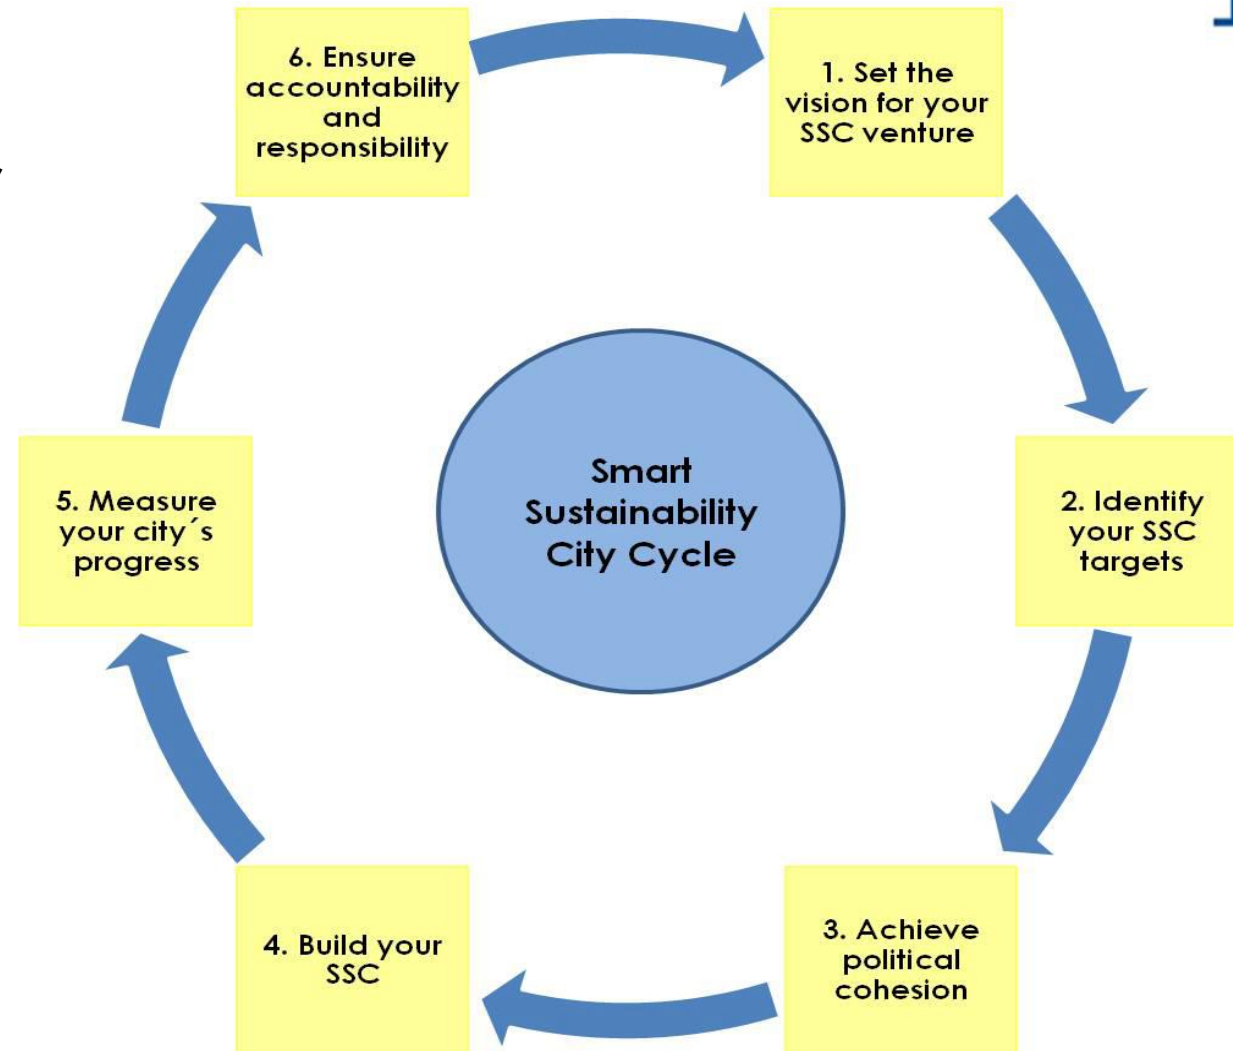 6. Ensure
accountability
and
responsibility
1. Set the
vision for your
SSC venture
Smart
Sustainability
City Cycle
5. Measure
your city´s
progress
2. Identify
your SSC
targets
4. Build your
SSC
3. Achieve
political
cohesion